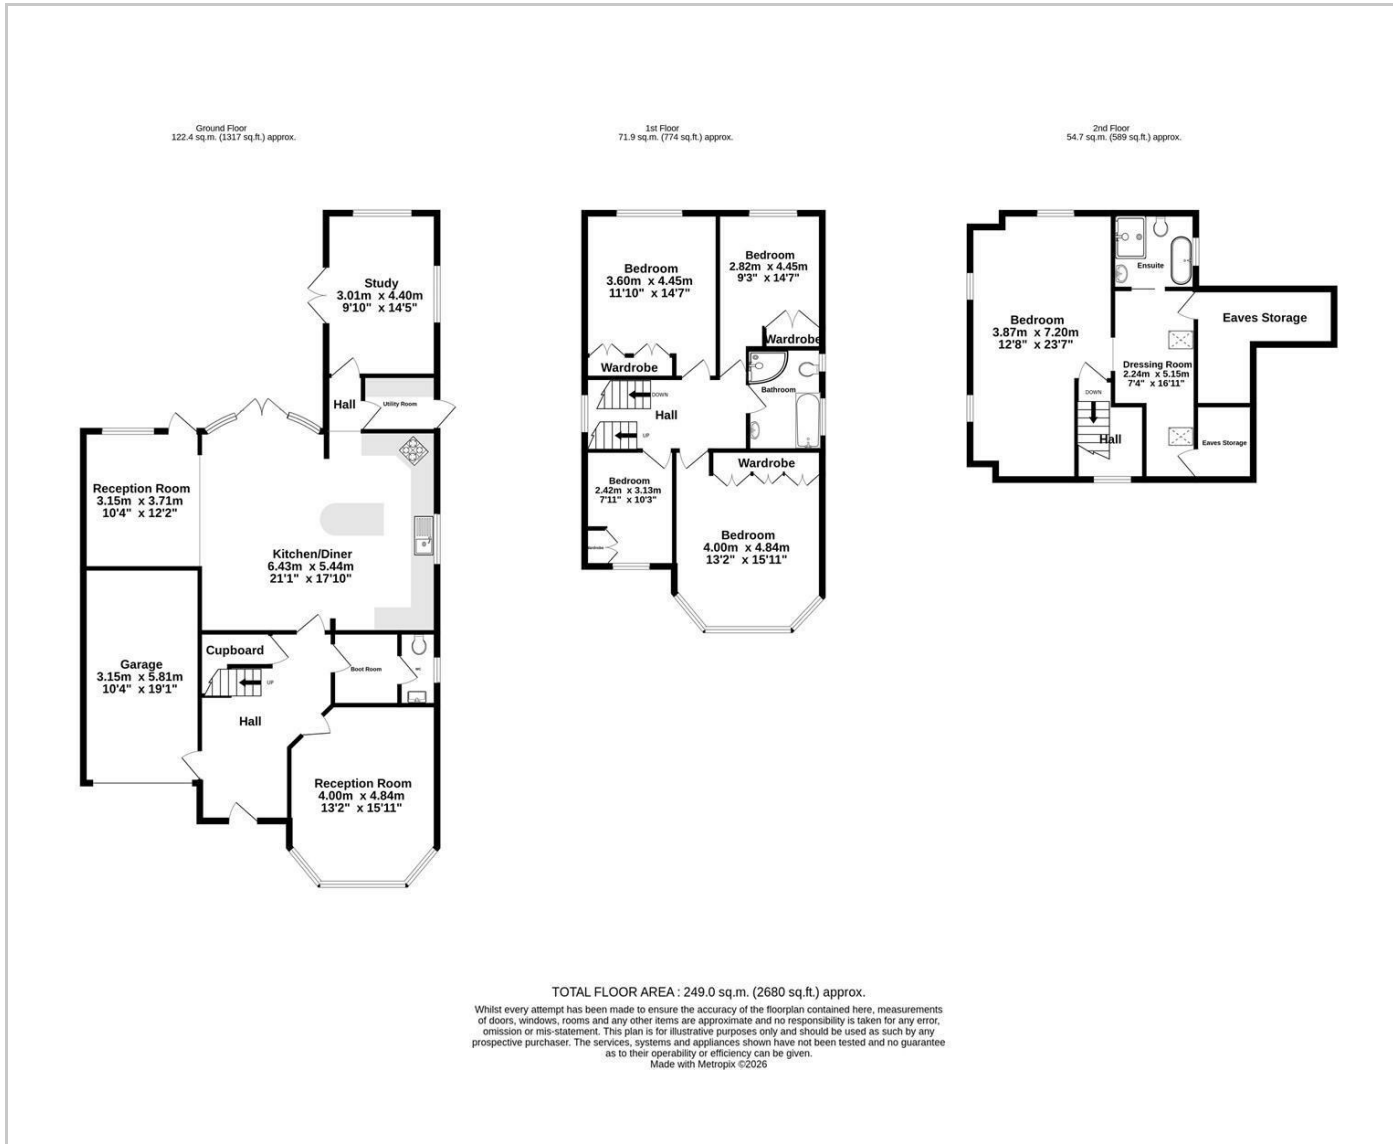 Ground Floor
122.4 sq.m. (1317 sq.ft.) approx.
Study
3.01m x 4.40m
9'10" x 14'5"
Hall
Utility Room
Reception Room
3.15m x 3.71m
10'4" x 12'2"
Kitchen/Diner
6.43m x 5.44m
21'1" x 17'10"
Garage
3.15m x 5.81m
10'4" x 19'1"
Cupboard
UP
Boot Room
Hall
Reception Room
4.00m x 4.84m
13'2" x 15'11"
1st Floor
71.9 sq.m. (774 sq.ft.) approx.
Bedroom
3.60m x 4.45m
11'10" x 14'7"
Bedroom
2.82m x 4.45m
9'3" x 14'7"
Wardrobe
Wardrobe
Bathroom
DOWN
Hall
UP
Bedroom
2.42m x 3.13m
7'11" x 10'3"
Wardrobe
Bedroom
4.00m x 4.84m
13'2" x 15'11"
2nd Floor
54.7 sq.m. (589 sq.ft.) approx.
Ensuite
Bedroom
3.87m x 7.20m
12'8" x 23'7"
Eaves Storage
Dressing Room
2.24m x 5.15m
7'4" x 16'11"
DOWN
Hall
Eaves Storage
TOTAL FLOOR AREA : 249.0 sq.m. (2680 sq.ft.) approx.
Whilst every attempt has been made to ensure the accuracy of the floorplan contained here, measurements
of doors, windows, rooms and any other items are approximate and no responsibility is taken for any error,
omission or mis-statement. This plan is for illustrative purposes only and should be used as such by any
prospective purchaser. The services, systems and appliances shown have not been tested and no guarantee
as to their operability or efficiency can be given.
Made with Metropix ©2026